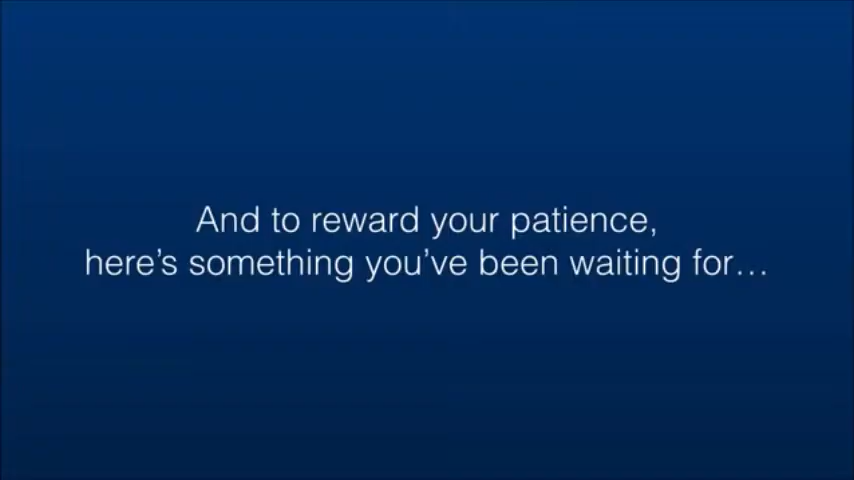 And to reward your patience,
here’s something you’ve been waiting for…